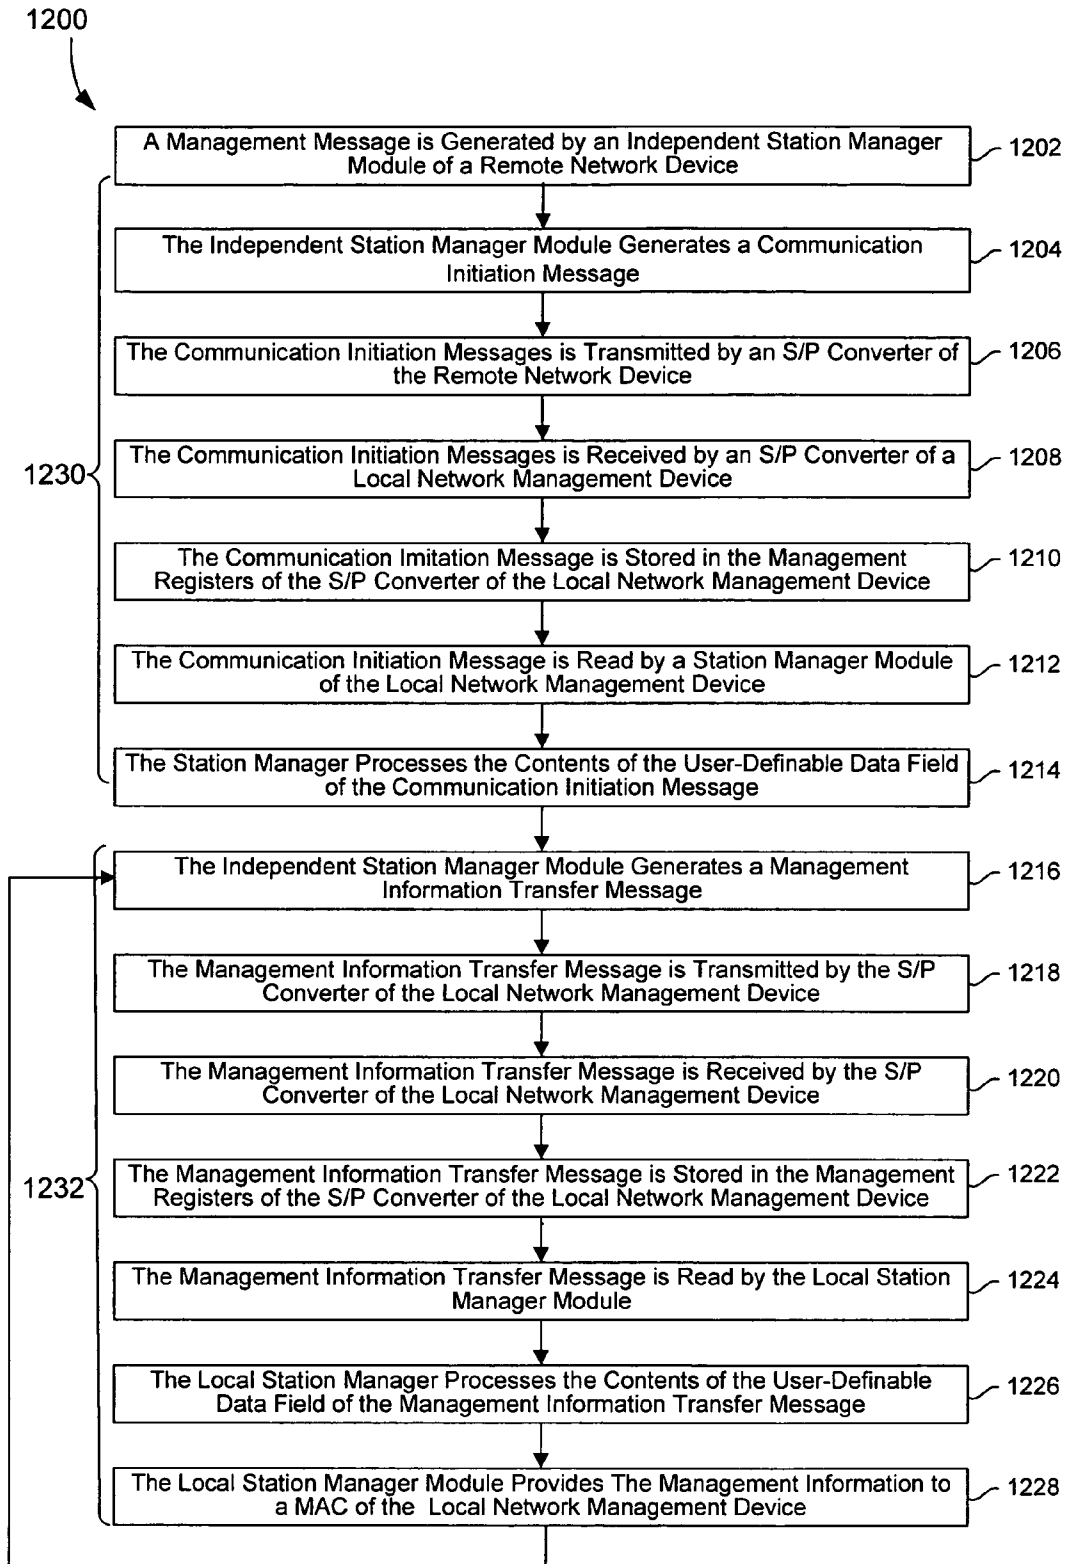 1200
A Management Message is Generated by an Independent Station Manager
Module of a Remote Network Device
1202
The Independent Station Manager Module Generates a Communication
Initiation Message
1204
The Communication Initiation Messages is Transmitted by an S/P Converter of
the Remote Network Device
1206
The Communication Initiation Messages is Received by an S/P Converter of a
Local Network Management Device
1208
1230
The Communication Imitation Message is Stored in the Management
Registers of the S/P Converter of the Local Network Management Device
1210
The Communication Initiation Message is Read by a Station Manager Module
of the Local Network Management Device
1212
The Station Manager Processes the Contents of the User-Definable Data Field
of the Communication Initiation Message
1214
The Independent Station Manager Module Generates a Management
Information Transfer Message
1216
The Management Information Transfer Message is Transmitted by the S/P
Converter of the Local Network Management Device
1218
The Management Information Transfer Message is Received by the S/P
Converter of the Local Network Management Device
1220
The Management Information Transfer Message is Stored in the Management
Registers of the S/P Converter of the Local Network Management Device
1222
1232
The Management Information Transfer Message is Read by the Local Station
Manager Module
1224
The Local Station Manager Processes the Contents of the User-Definable
Data Field of the Management Information Transfer Message
1226
The Local Station Manager Module Provides The Management Information to
a MAC of the Local Network Management Device
1228